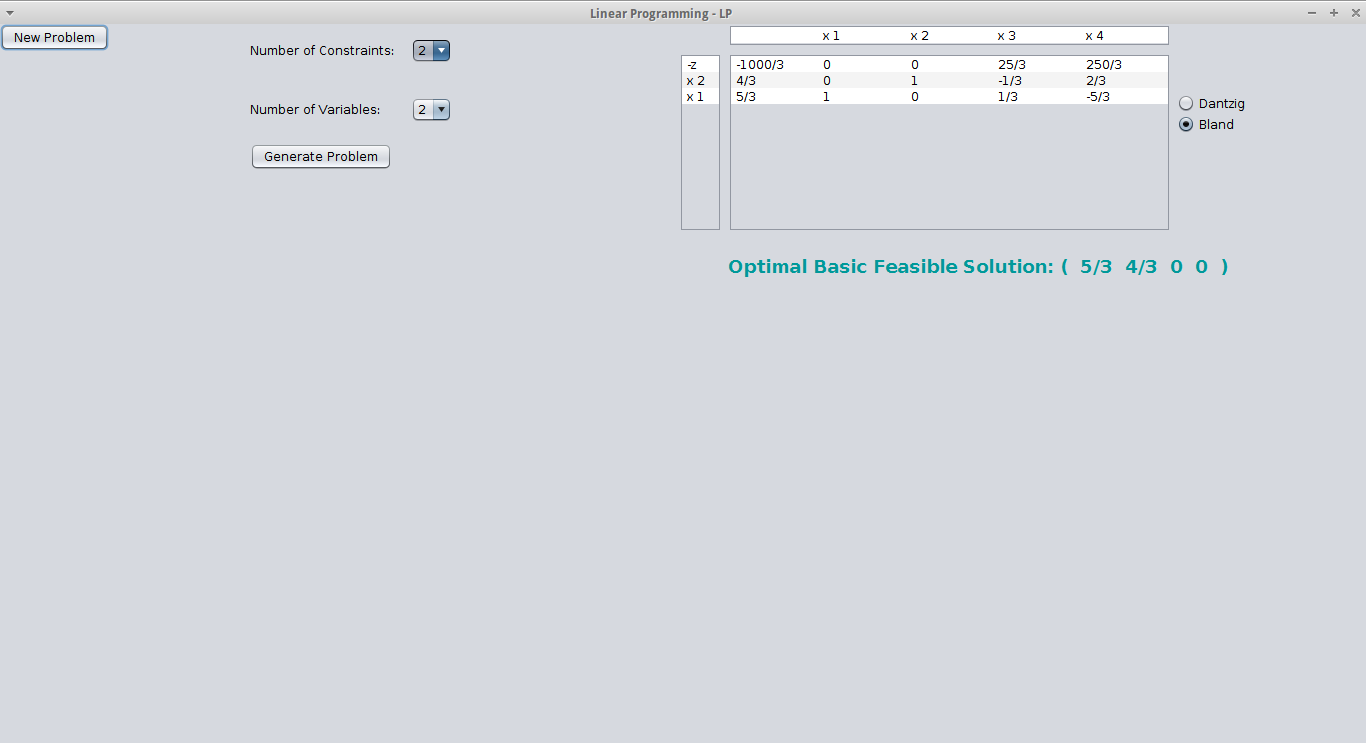 Linear Programming - LP
New Problem
Number of Constraints: 2
Number of Variables: 2
Generate Problem
x 1 x 2 x 3 x 4
-z -1000/3 0 0 25/3 250/3
x 2 4/3 0 1 -1/3 2/3
x 1 5/3 1 0 1/3 -5/3
Dantzig
Bland
Optimal Basic Feasible Solution: ( 5/3 4/3 0 0 )